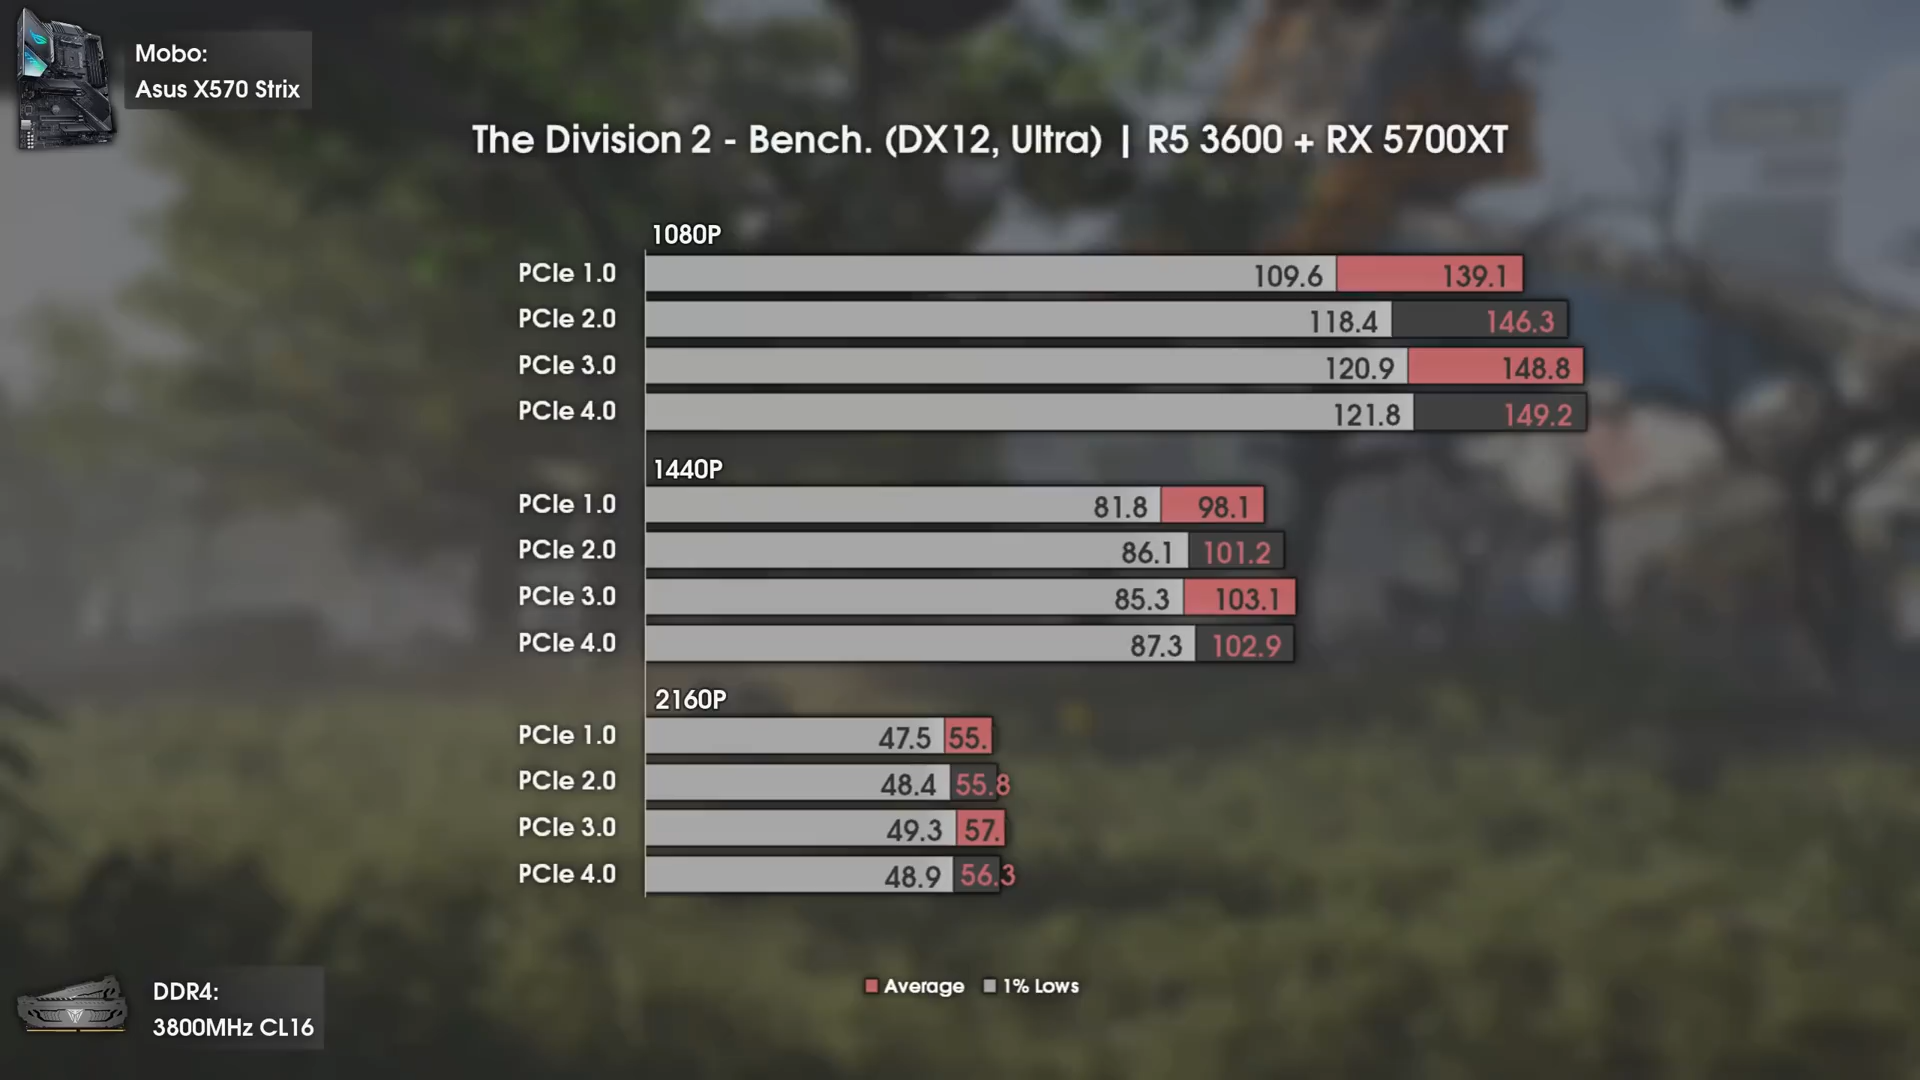 Mobo:
Asus X570 Strix
The Division 2 - Bench. (DX12, Ultra) | R5 3600 + RX 5700XT
1080P
PCIe 1.0 109.6 139.1
PCIe 2.0 118.4 146.3
PCIe 3.0 120.9 148.8
PCIe 4.0 121.8 149.2
1440P
PCIe 1.0 81.8 98.1
PCIe 2.0 86.1 101.2
PCIe 3.0 85.3 103.1
PCIe 4.0 87.3 102.9
2160P
PCIe 1.0 47.5 55.
PCIe 2.0 48.4 55.8
PCIe 3.0 49.3 57.
PCIe 4.0 48.9 56.3
Average 1% Lows
DDR4:
3800MHz CL16